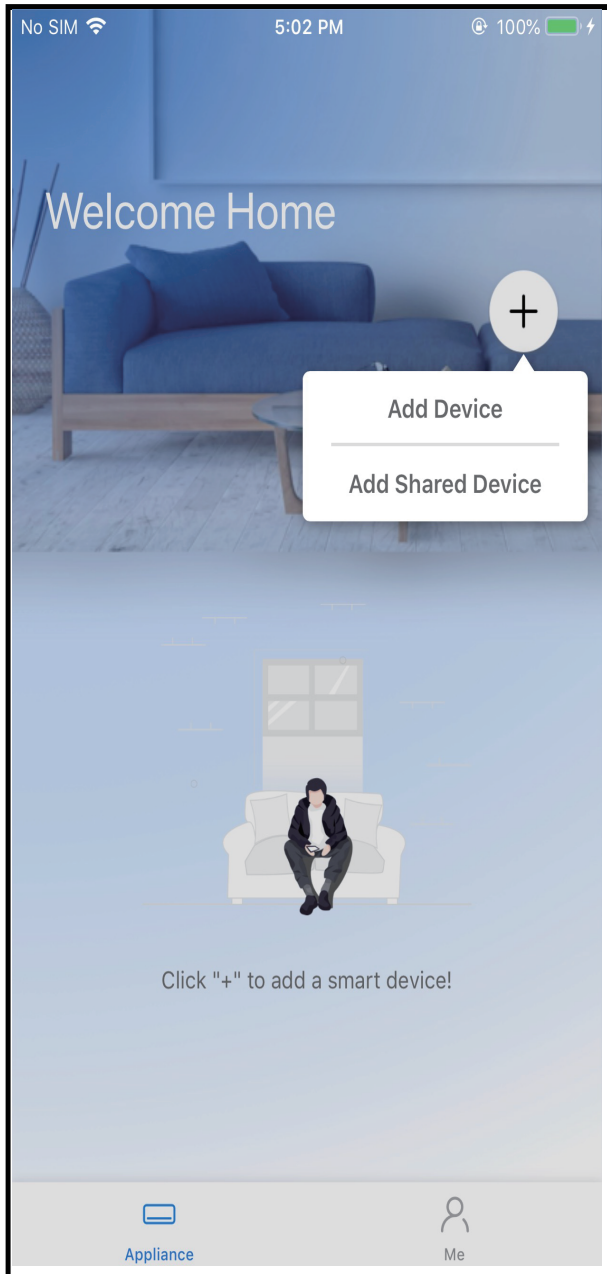 No SIM 5:02 PM 100%
Welcome Home
+
Add Device
Add Shared Device
Click "+" to add a smart device!
Appliance Me